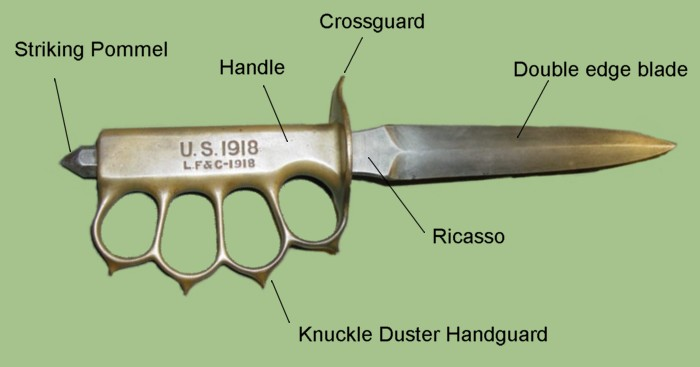 Crossguard
Striking Pommel
Handle
Double edge blade
U.S.1918
L.F&C-1918
Ricasso
Knuckle Duster Handguard